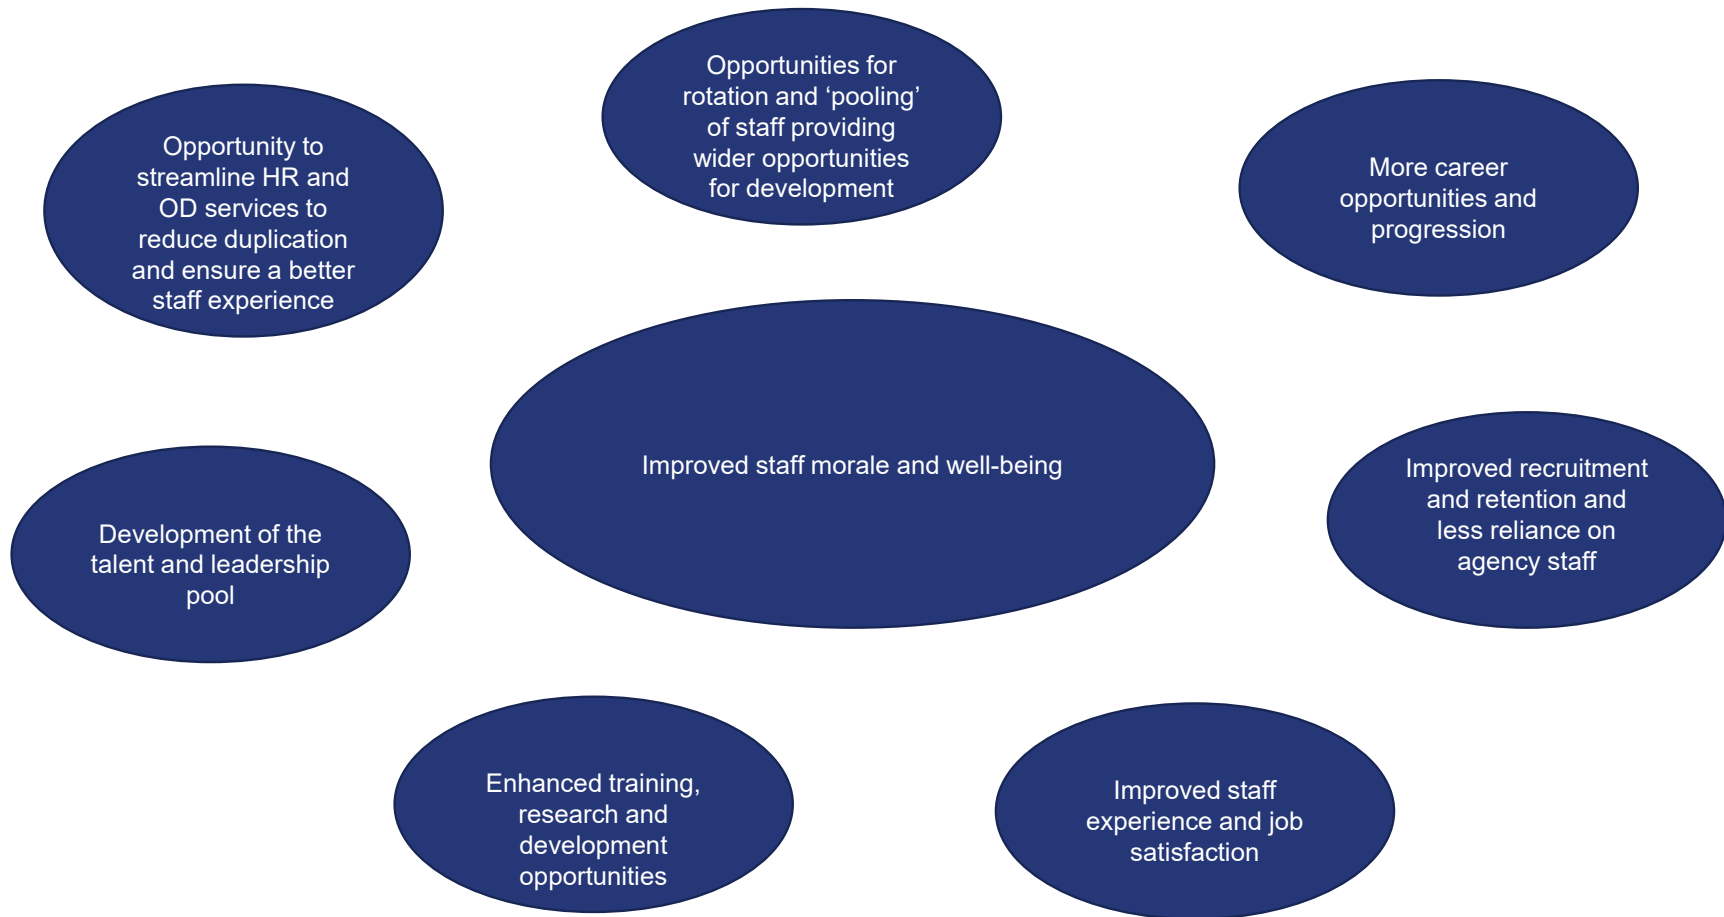 Opportunities for
rotation and ‘pooling’
of staff providing
wider opportunities
for development
Opportunity to
streamline HR and
OD services to
reduce duplication
and ensure a better
staff experience
More career
opportunities and
progression
Improved staff morale and well-being
Improved recruitment
and retention and
less reliance on
agency staff
Development of the
talent and leadership
pool
Enhanced training,
research and
development
opportunities
Improved staff
experience and job
satisfaction